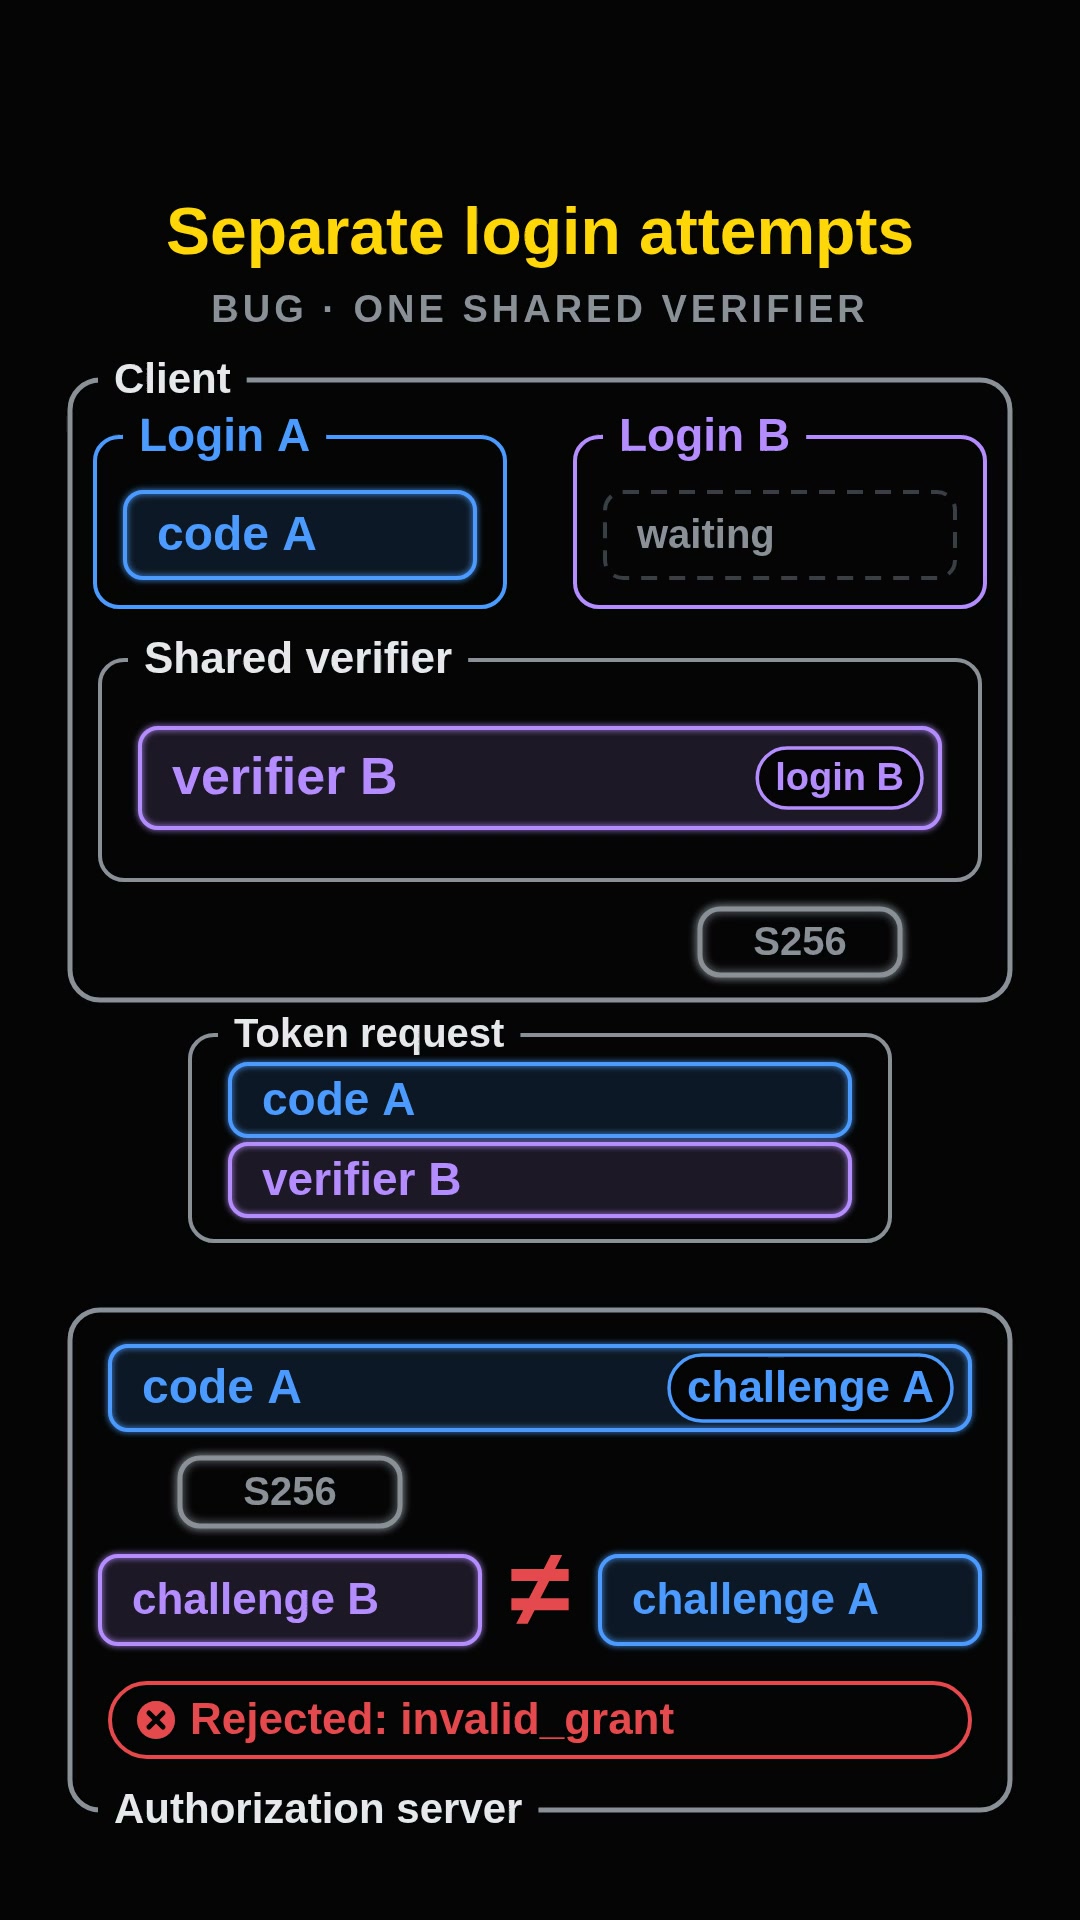 Separate login attempts
BUG · ONE SHARED VERIFIER
Client
Login A
code A
Login B
waiting
Shared verifier
verifier B
login B
S256
Token request
code A
verifier B
code A
challenge A
S256
challenge B
≠
challenge A
Rejected: invalid_grant
Authorization server